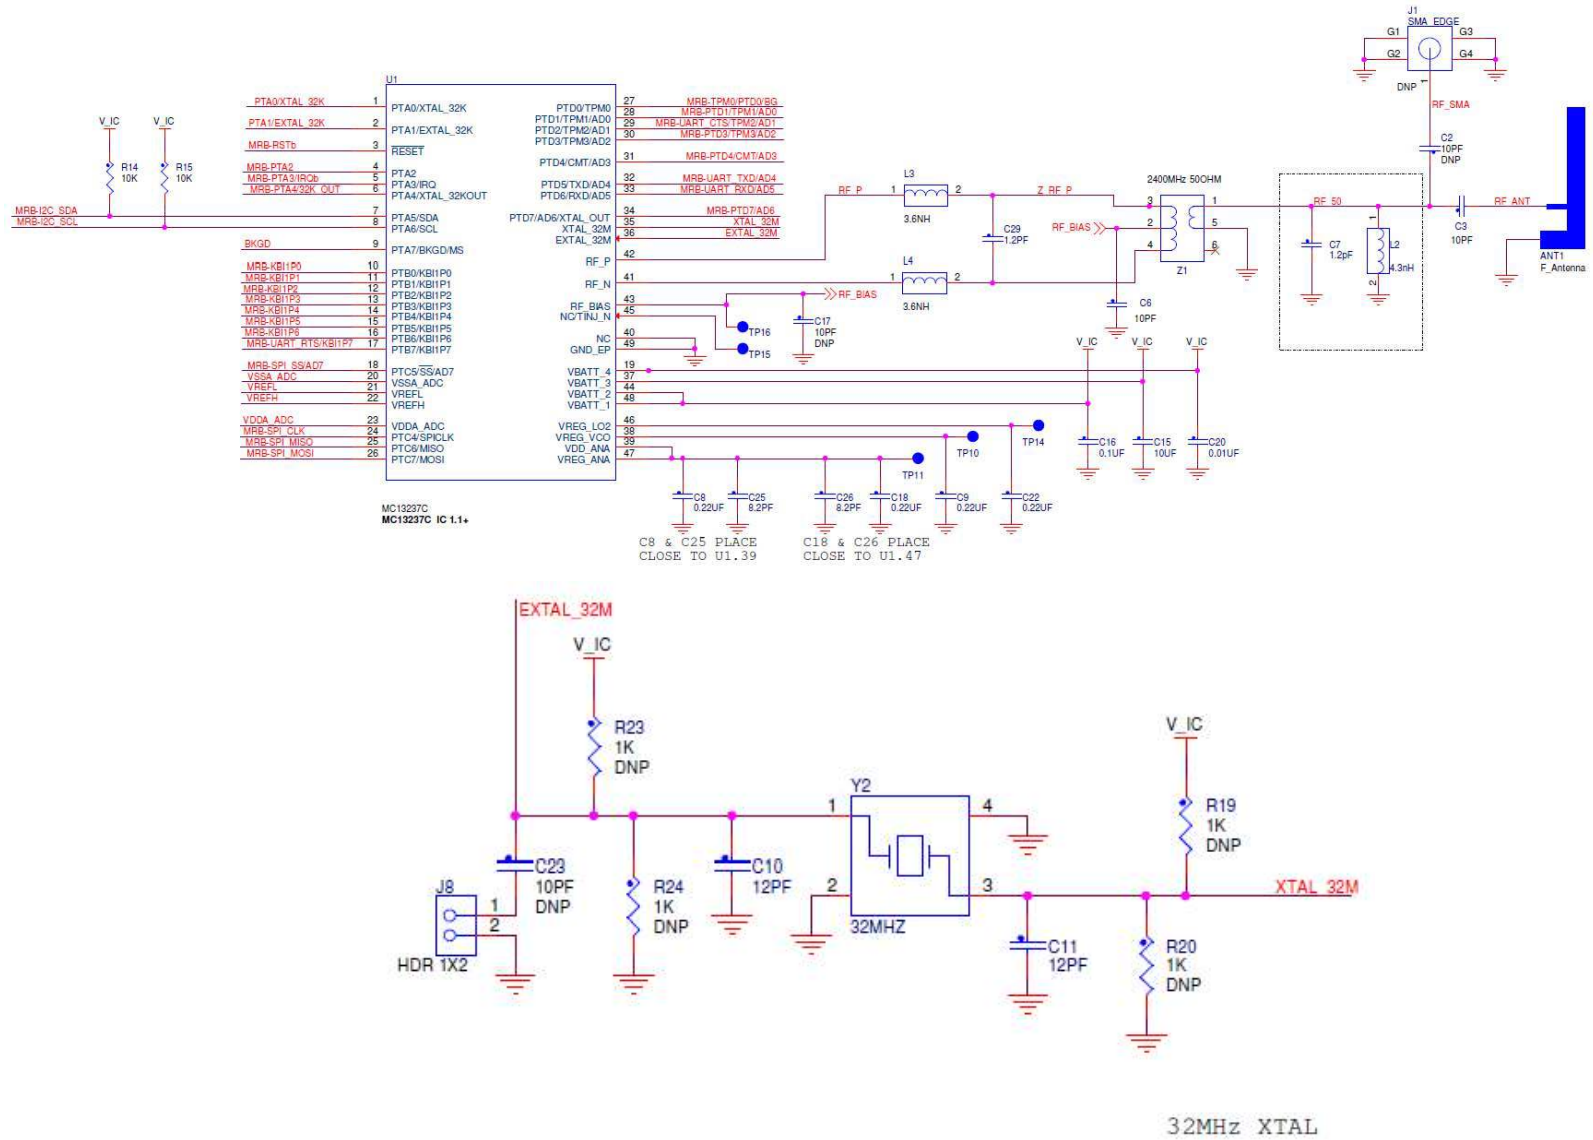 J1
SMA_EDGE
G1 G3
G2 G4
1
DNP
RF_SMA
C2
10PF
DNP
U1
PTA0/XTAL_32K 1 PTA0/XTAL_32K
PTA1/EXTAL_32K 2 PTA1/EXTAL_32K
MRB-RSTb 3 RESET
MRB-PTA2 4 PTA2
MRB-PTA3/IRQb 5 PTA3/IRQ
MRB-PTA4/32K_OUT 6 PTA4/XTAL_32KOUT
MRB-I2C_SDA 7 PTA5/SDA
MRB-I2C_SCL 8 PTA6/SCL
BKGD 9 PTA7/BKGD/MS
MRB-KBI1P0 10 PTB0/KBI1P0
MRB-KBI1P1 11 PTB1/KBI1P1
MRB-KBI1P2 12 PTB2/KBI1P2
MRB-KBI1P3 13 PTB3/KBI1P3
MRB-KBI1P4 14 PTB4/KBI1P4
MRB-KBI1P5 15 PTB5/KBI1P5
MRB-KBI1P6 16 PTB6/KBI1P6
MRB-UART_RTS/KBI1P7 17 PTB7/KBI1P7
MRB-SPI_SS/AD7 18 PTC5/SS/AD7
VSSA_ADC 20 VSSA_ADC
VREFL 21 VREFL
VREFH 22 VREFH
VDDA_ADC 23 VDDA_ADC
MRB-SPI_CLK 24 PTC4/SPICLK
MRB-SPI_MISO 25 PTC6/MISO
MRB-SPI_MOSI 26 PTC7/MOSI
V_IC V_IC
R14
10K
R15
10K
PTD0/TPM0 27 MRB-TPM0/PTD0/BG
PTD1/TPM1/AD0 28 MRB-PTD1/TPM1/AD0
PTD2/TPM2/AD1 29 MRB-UART_CTS/TPM2/AD1
PTD3/TPM3/AD2 30 MRB-PTD3/TPM3/AD2
PTD4/CMT/AD3 31 MRB-PTD4/CMT/AD3
PTD5/TXD/AD4 32 MRB-UART_TXD/AD4
PTD6/RXD/AD5 33 MRB-UART_RXD/AD5
PTD7/AD6/XTAL_OUT 34 MRB-PTD7/AD6
XTAL_32M 35 XTAL_32M
EXTAL_32M 36 EXTAL_32M
RF_P 42
RF_N 41
RF_BIAS 43
NC/TINJ_N 45
NC 40
GND_EP 49
VBATT_4 19
VBATT_3 37
VBATT_2 44
VBATT_1 48
VREG_LO2 46
VREG_VCO 38
VDD_ANA 39
VREG_ANA 47
MC13237C
MC13237C IC 1.1+
RF_P
L3
1 2
3.6NH
Z_RF_P
C29
1.2PF
L4
1 2
3.6NH
RF_BIAS
TP16
TP15
C17
10PF
DNP
2400MHz 50OHM
3 1
RF_BIAS 2 5
4 6
Z1
C6
10PF
RF_50
C7
1.2pF
1
L2
4.3nH
2
C3
10PF
RF_ANT
ANT1
F_Antenna
V_IC V_IC V_IC
C16
0.1UF
C15
10UF
C20
0.01UF
TP14
TP10
TP11
C8
0.22UF
C25
8.2PF
C26
8.2PF
C18
0.22UF
C9
0.22UF
C22
0.22UF
C8 & C25 PLACE
CLOSE TO U1.39
C18 & C26 PLACE
CLOSE TO U1.47
EXTAL_32M
V_IC
R23
1K
DNP
C23
10PF
DNP
J8
1
2
HDR 1X2
R24
1K
DNP
C10
12PF
Y2
1 4
2 3
32MHZ
V_IC
R19
1K
DNP
XTAL_32M
C11
12PF
R20
1K
DNP
32MHz XTAL